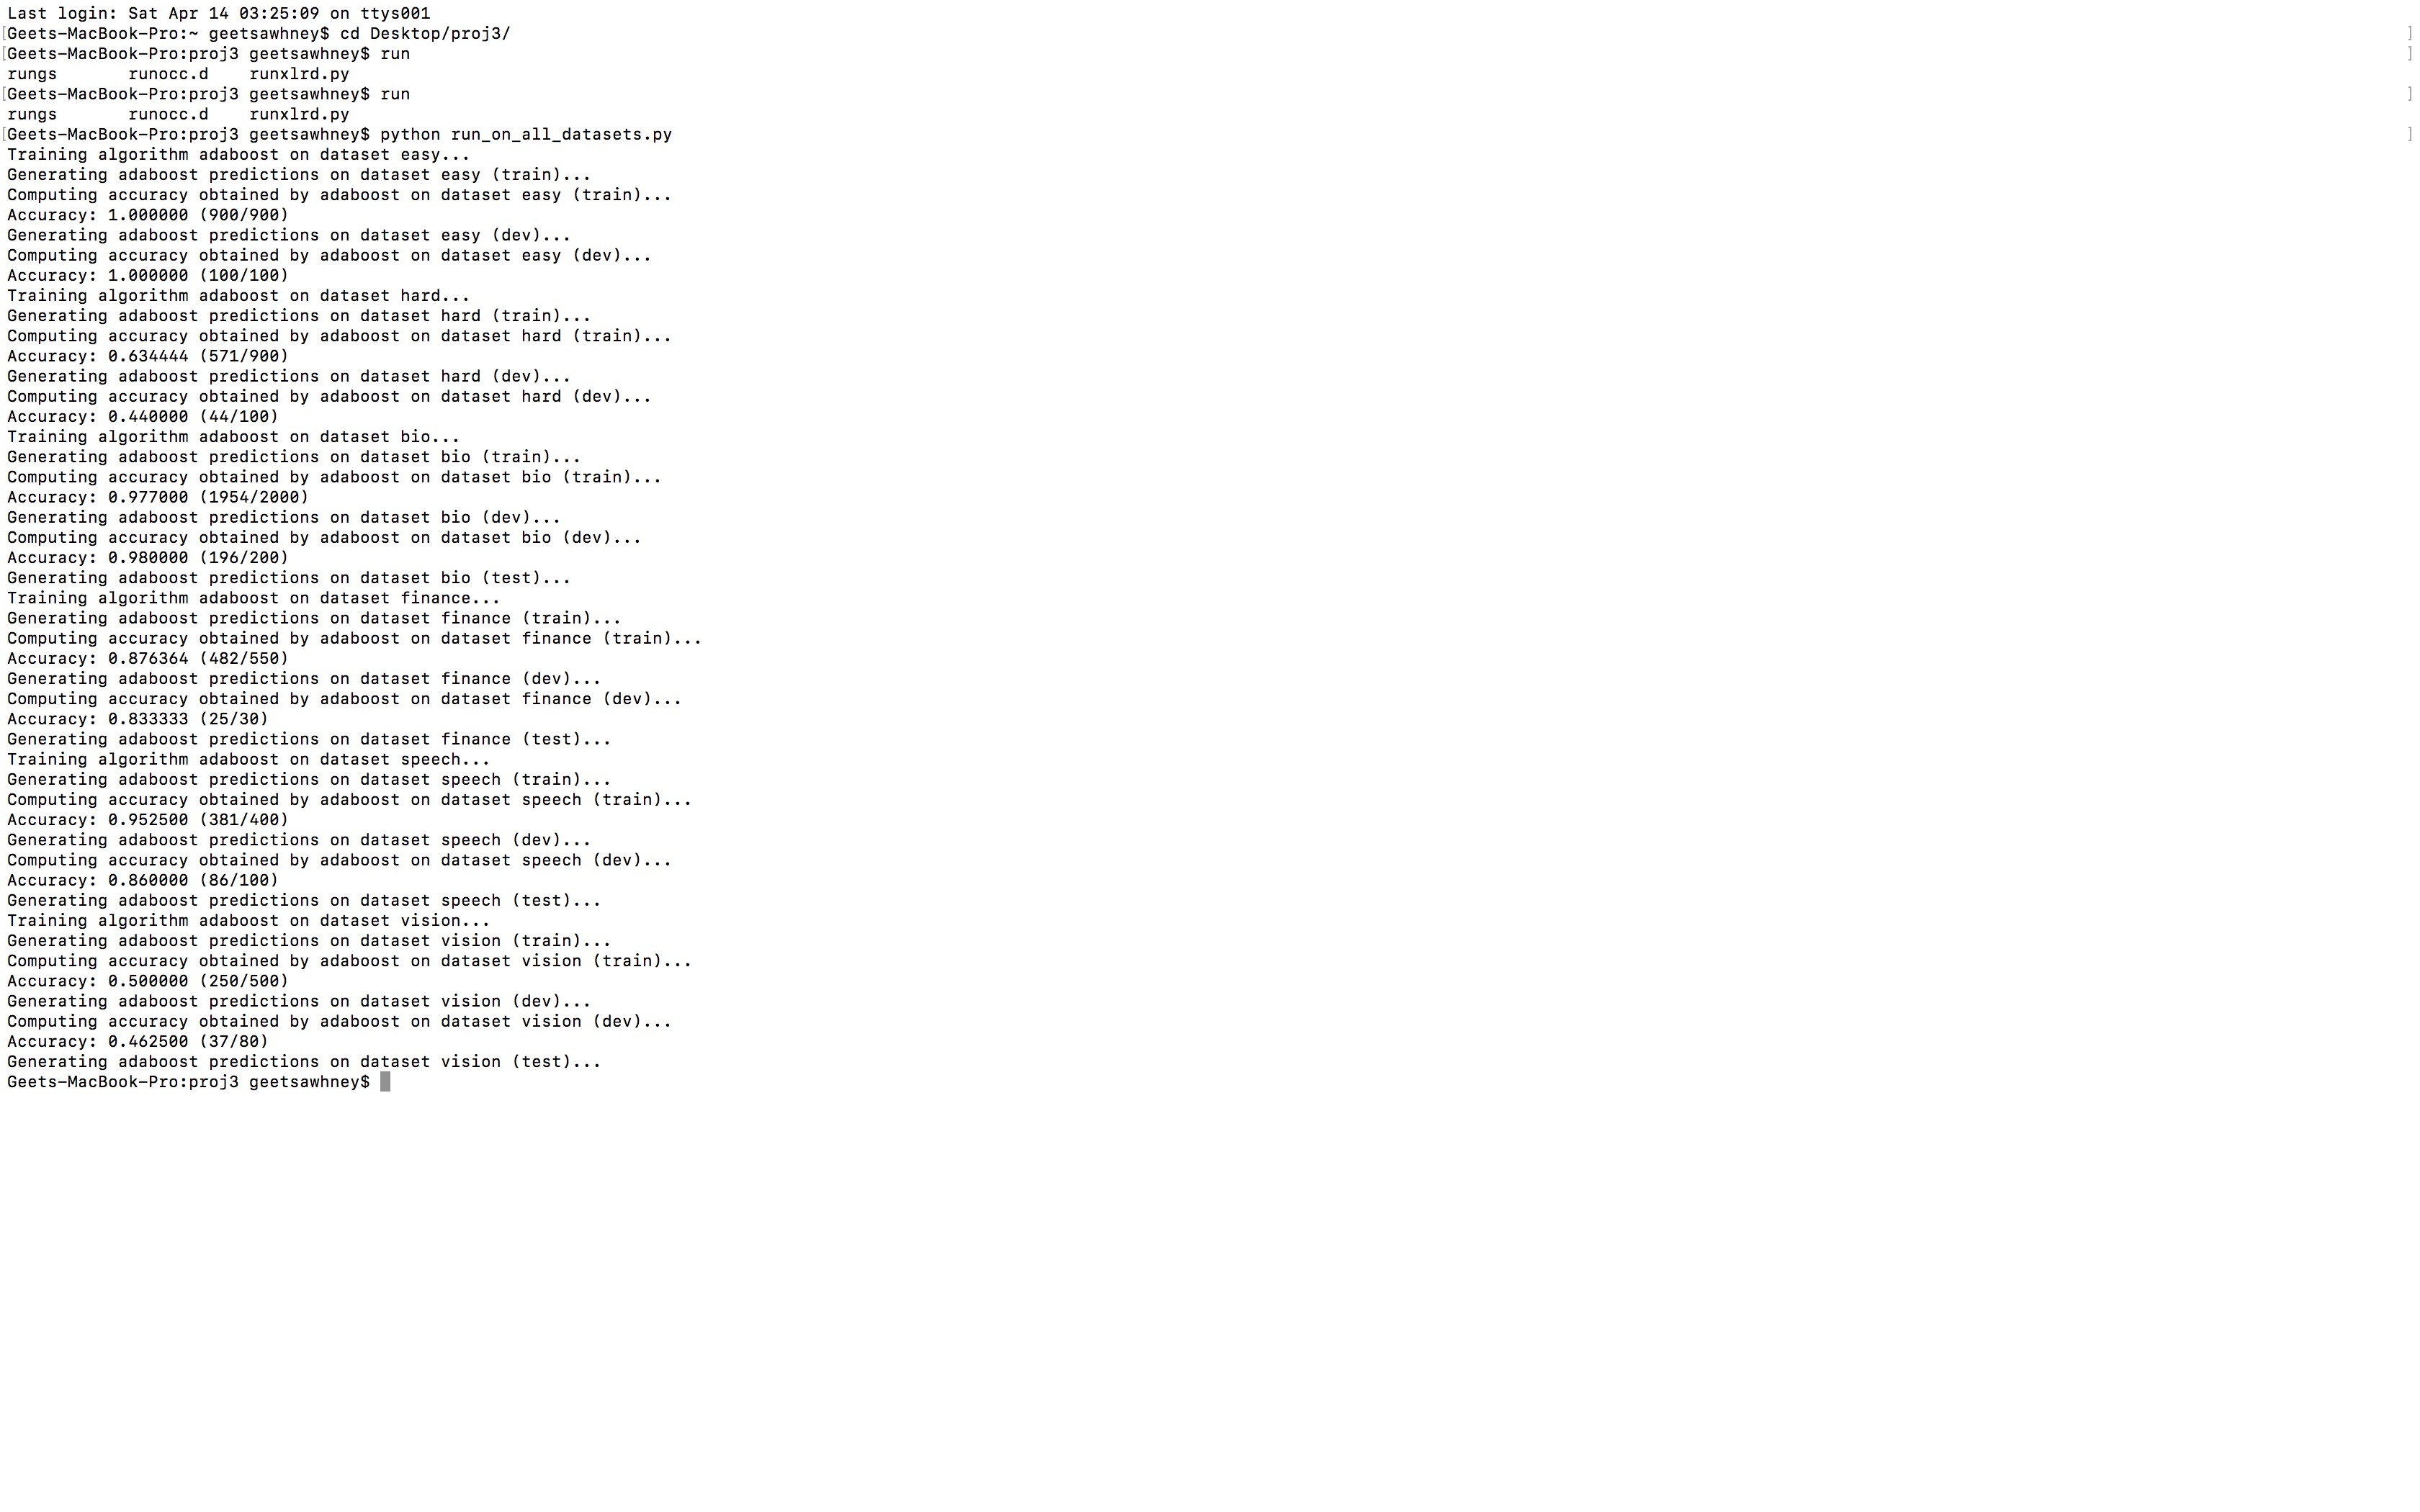 Last login: Sat Apr 14 03:25:09 on ttys001
[Geets-MacBook-Pro:~ geetsawhney$ cd Desktop/proj3/ ]
[Geets-MacBook-Pro:proj3 geetsawhney$ run ]
rungs       runocc.d    runxlrd.py
[Geets-MacBook-Pro:proj3 geetsawhney$ run ]
rungs       runocc.d    runxlrd.py
[Geets-MacBook-Pro:proj3 geetsawhney$ python run_on_all_datasets.py ]
Training algorithm adaboost on dataset easy...
Generating adaboost predictions on dataset easy (train)...
Computing accuracy obtained by adaboost on dataset easy (train)...
Accuracy: 1.000000 (900/900)
Generating adaboost predictions on dataset easy (dev)...
Computing accuracy obtained by adaboost on dataset easy (dev)...
Accuracy: 1.000000 (100/100)
Training algorithm adaboost on dataset hard...
Generating adaboost predictions on dataset hard (train)...
Computing accuracy obtained by adaboost on dataset hard (train)...
Accuracy: 0.634444 (571/900)
Generating adaboost predictions on dataset hard (dev)...
Computing accuracy obtained by adaboost on dataset hard (dev)...
Accuracy: 0.440000 (44/100)
Training algorithm adaboost on dataset bio...
Generating adaboost predictions on dataset bio (train)...
Computing accuracy obtained by adaboost on dataset bio (train)...
Accuracy: 0.977000 (1954/2000)
Generating adaboost predictions on dataset bio (dev)...
Computing accuracy obtained by adaboost on dataset bio (dev)...
Accuracy: 0.980000 (196/200)
Generating adaboost predictions on dataset bio (test)...
Training algorithm adaboost on dataset finance...
Generating adaboost predictions on dataset finance (train)...
Computing accuracy obtained by adaboost on dataset finance (train)...
Accuracy: 0.876364 (482/550)
Generating adaboost predictions on dataset finance (dev)...
Computing accuracy obtained by adaboost on dataset finance (dev)...
Accuracy: 0.833333 (25/30)
Generating adaboost predictions on dataset finance (test)...
Training algorithm adaboost on dataset speech...
Generating adaboost predictions on dataset speech (train)...
Computing accuracy obtained by adaboost on dataset speech (train)...
Accuracy: 0.952500 (381/400)
Generating adaboost predictions on dataset speech (dev)...
Computing accuracy obtained by adaboost on dataset speech (dev)...
Accuracy: 0.860000 (86/100)
Generating adaboost predictions on dataset speech (test)...
Training algorithm adaboost on dataset vision...
Generating adaboost predictions on dataset vision (train)...
Computing accuracy obtained by adaboost on dataset vision (train)...
Accuracy: 0.500000 (250/500)
Generating adaboost predictions on dataset vision (dev)...
Computing accuracy obtained by adaboost on dataset vision (dev)...
Accuracy: 0.462500 (37/80)
Generating adaboost predictions on dataset vision (test)...
Geets-MacBook-Pro:proj3 geetsawhney$